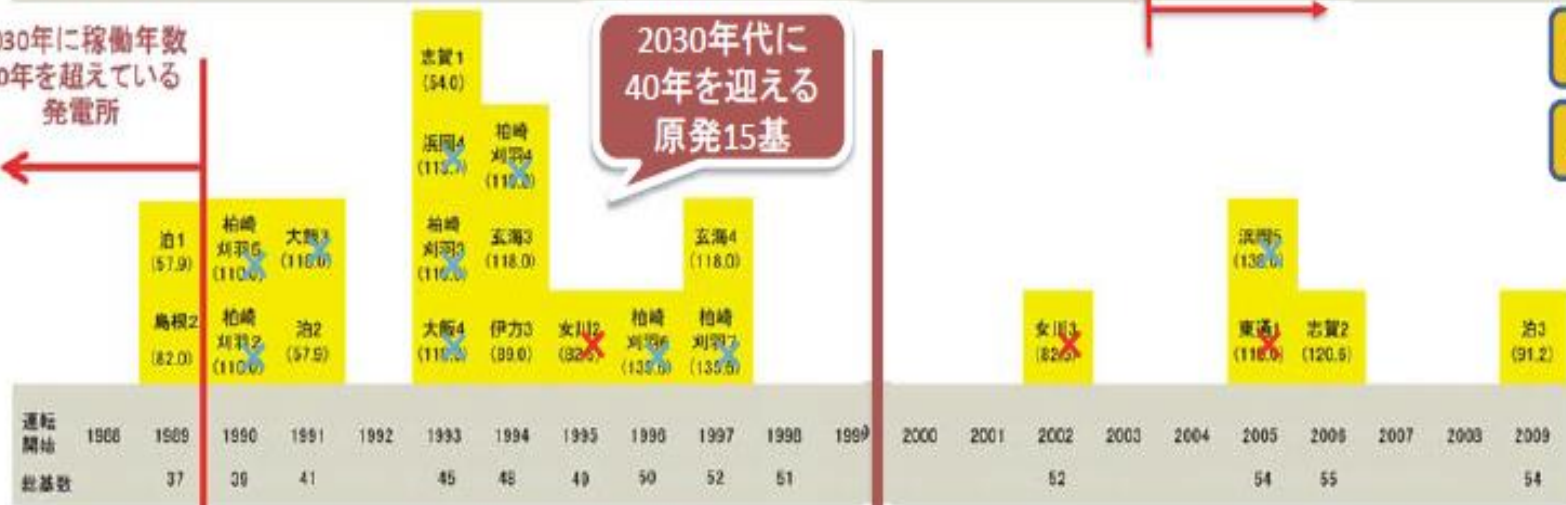 030年に稼働年数
0年を超えている
発電所
2030年代に
40年を迎える
原発15基
志賀1
(54.0)
浜岡4
柏崎
刈羽4
泊1
(57.9)
柏崎
刈羽5
大飯3
柏崎
刈羽3
玄海3
(118.0)
玄海4
(118.0)
浜岡5
島根2
(82.0)
柏崎
刈羽2
泊2
(57.9)
大飯4
伊方3
(89.0)
女川2
柏崎
刈羽6
柏崎
刈羽7
女川3
東通1
志賀2
(120.6)
泊3
(91.2)
運転
開始
1988 1989 1990 1991 1992 1993 1994 1995 1996 1997 1998 1999 2000 2001 2002 2003 2004 2005 2006 2007 2008 2009
総基数 37 39 41 45 48 49 50 52 51 52 54 55 54